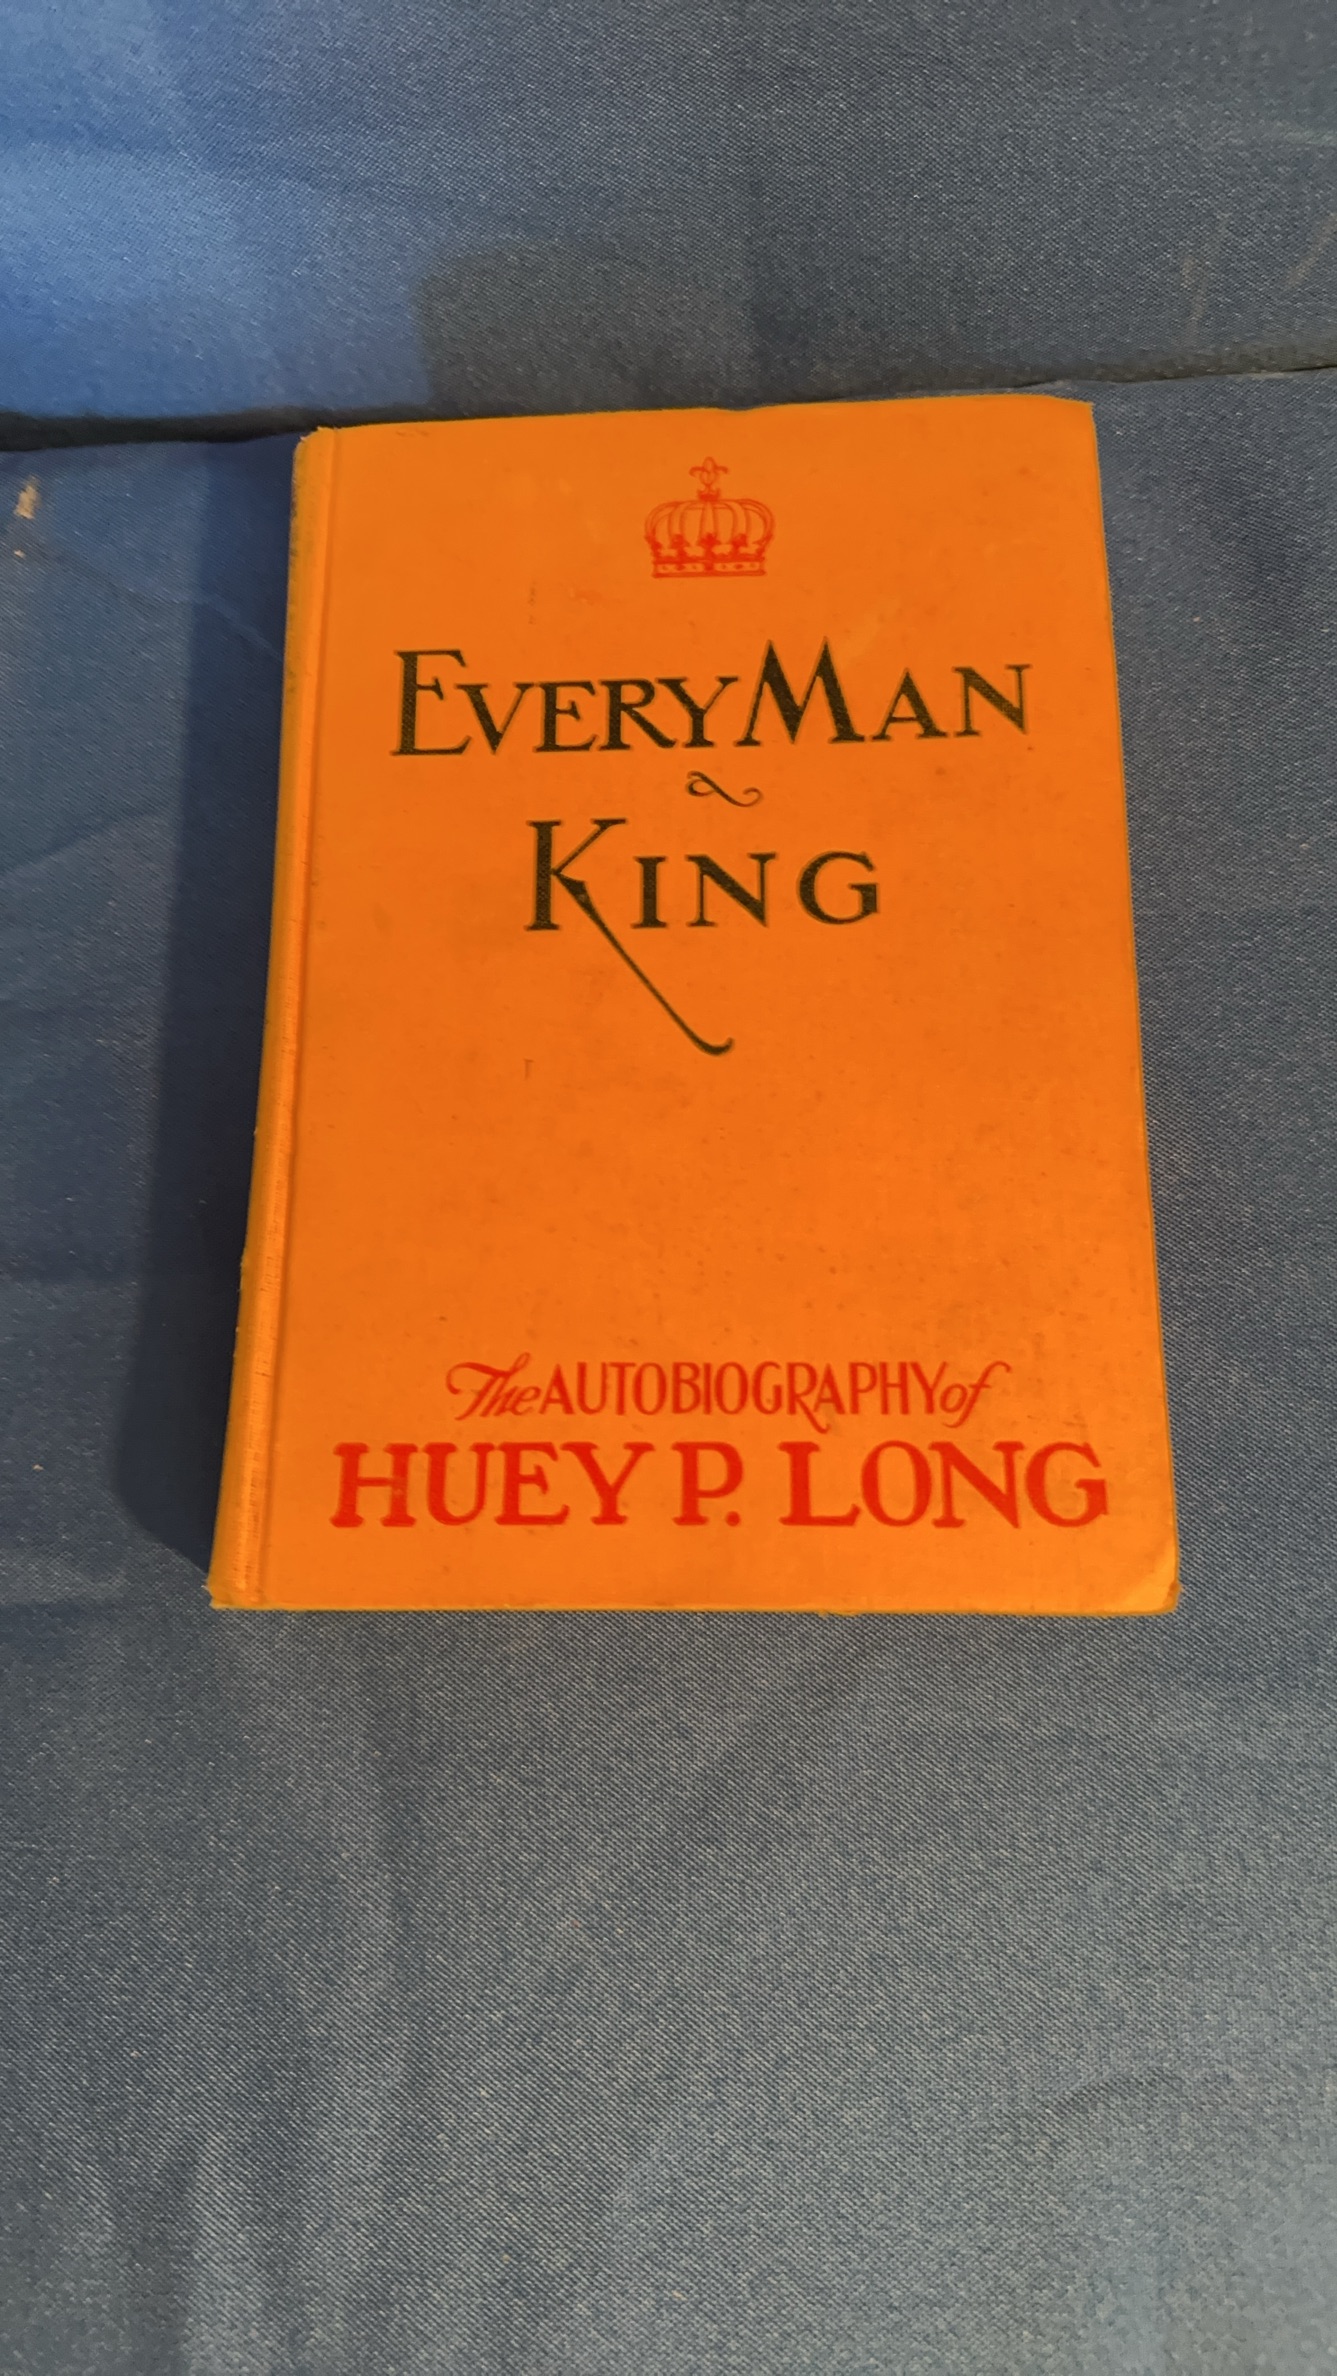 EVERY MAN
a
KING
The AUTOBIOGRAPHY of
HUEY P. LONG